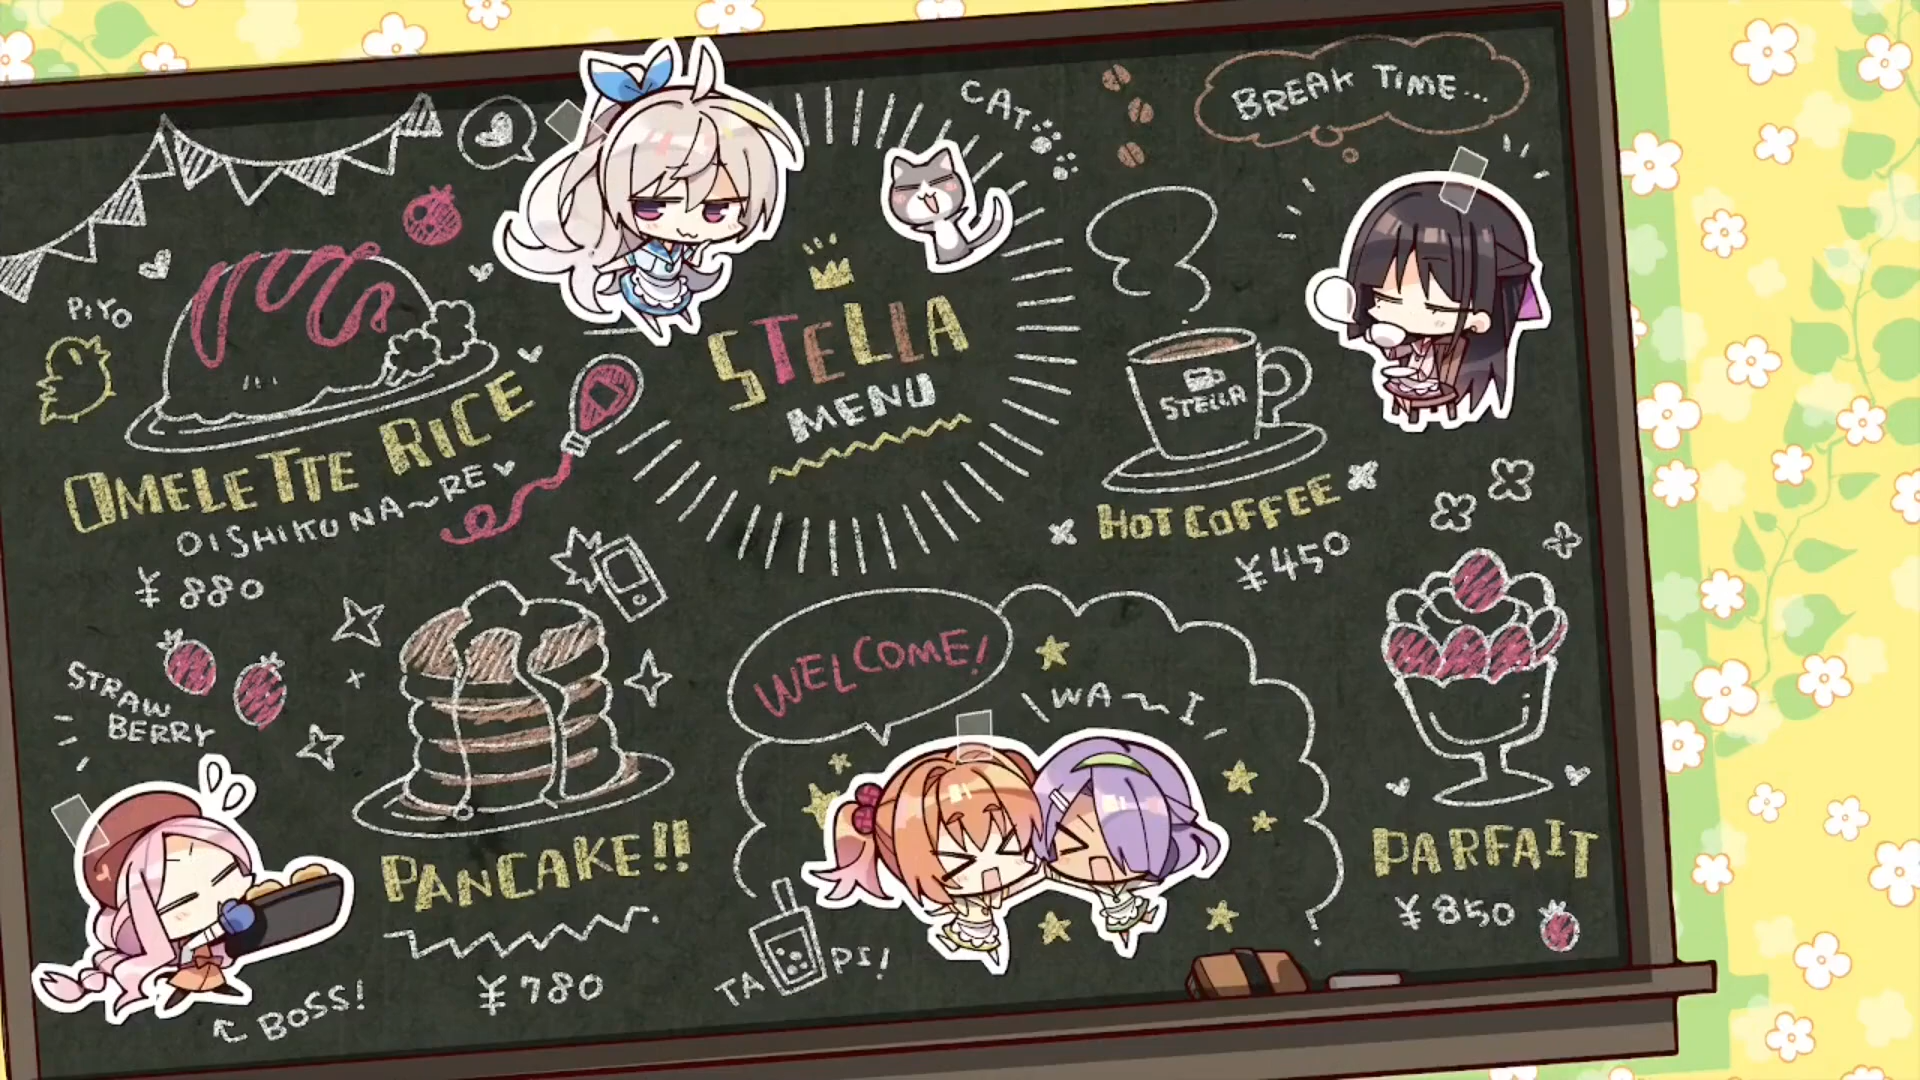 CAT
BREAK TIME...
PiYO
STELLA
MENU
STELLA
OMELETTE RICE
OISHIKUNA~RE
¥880
HOT COFFEE
¥450
STRAW
BERRY
WELCOME!
\WA~I
PANCAKE!!
¥780
BOSS!
TA
PI!
PARFAIT
¥850